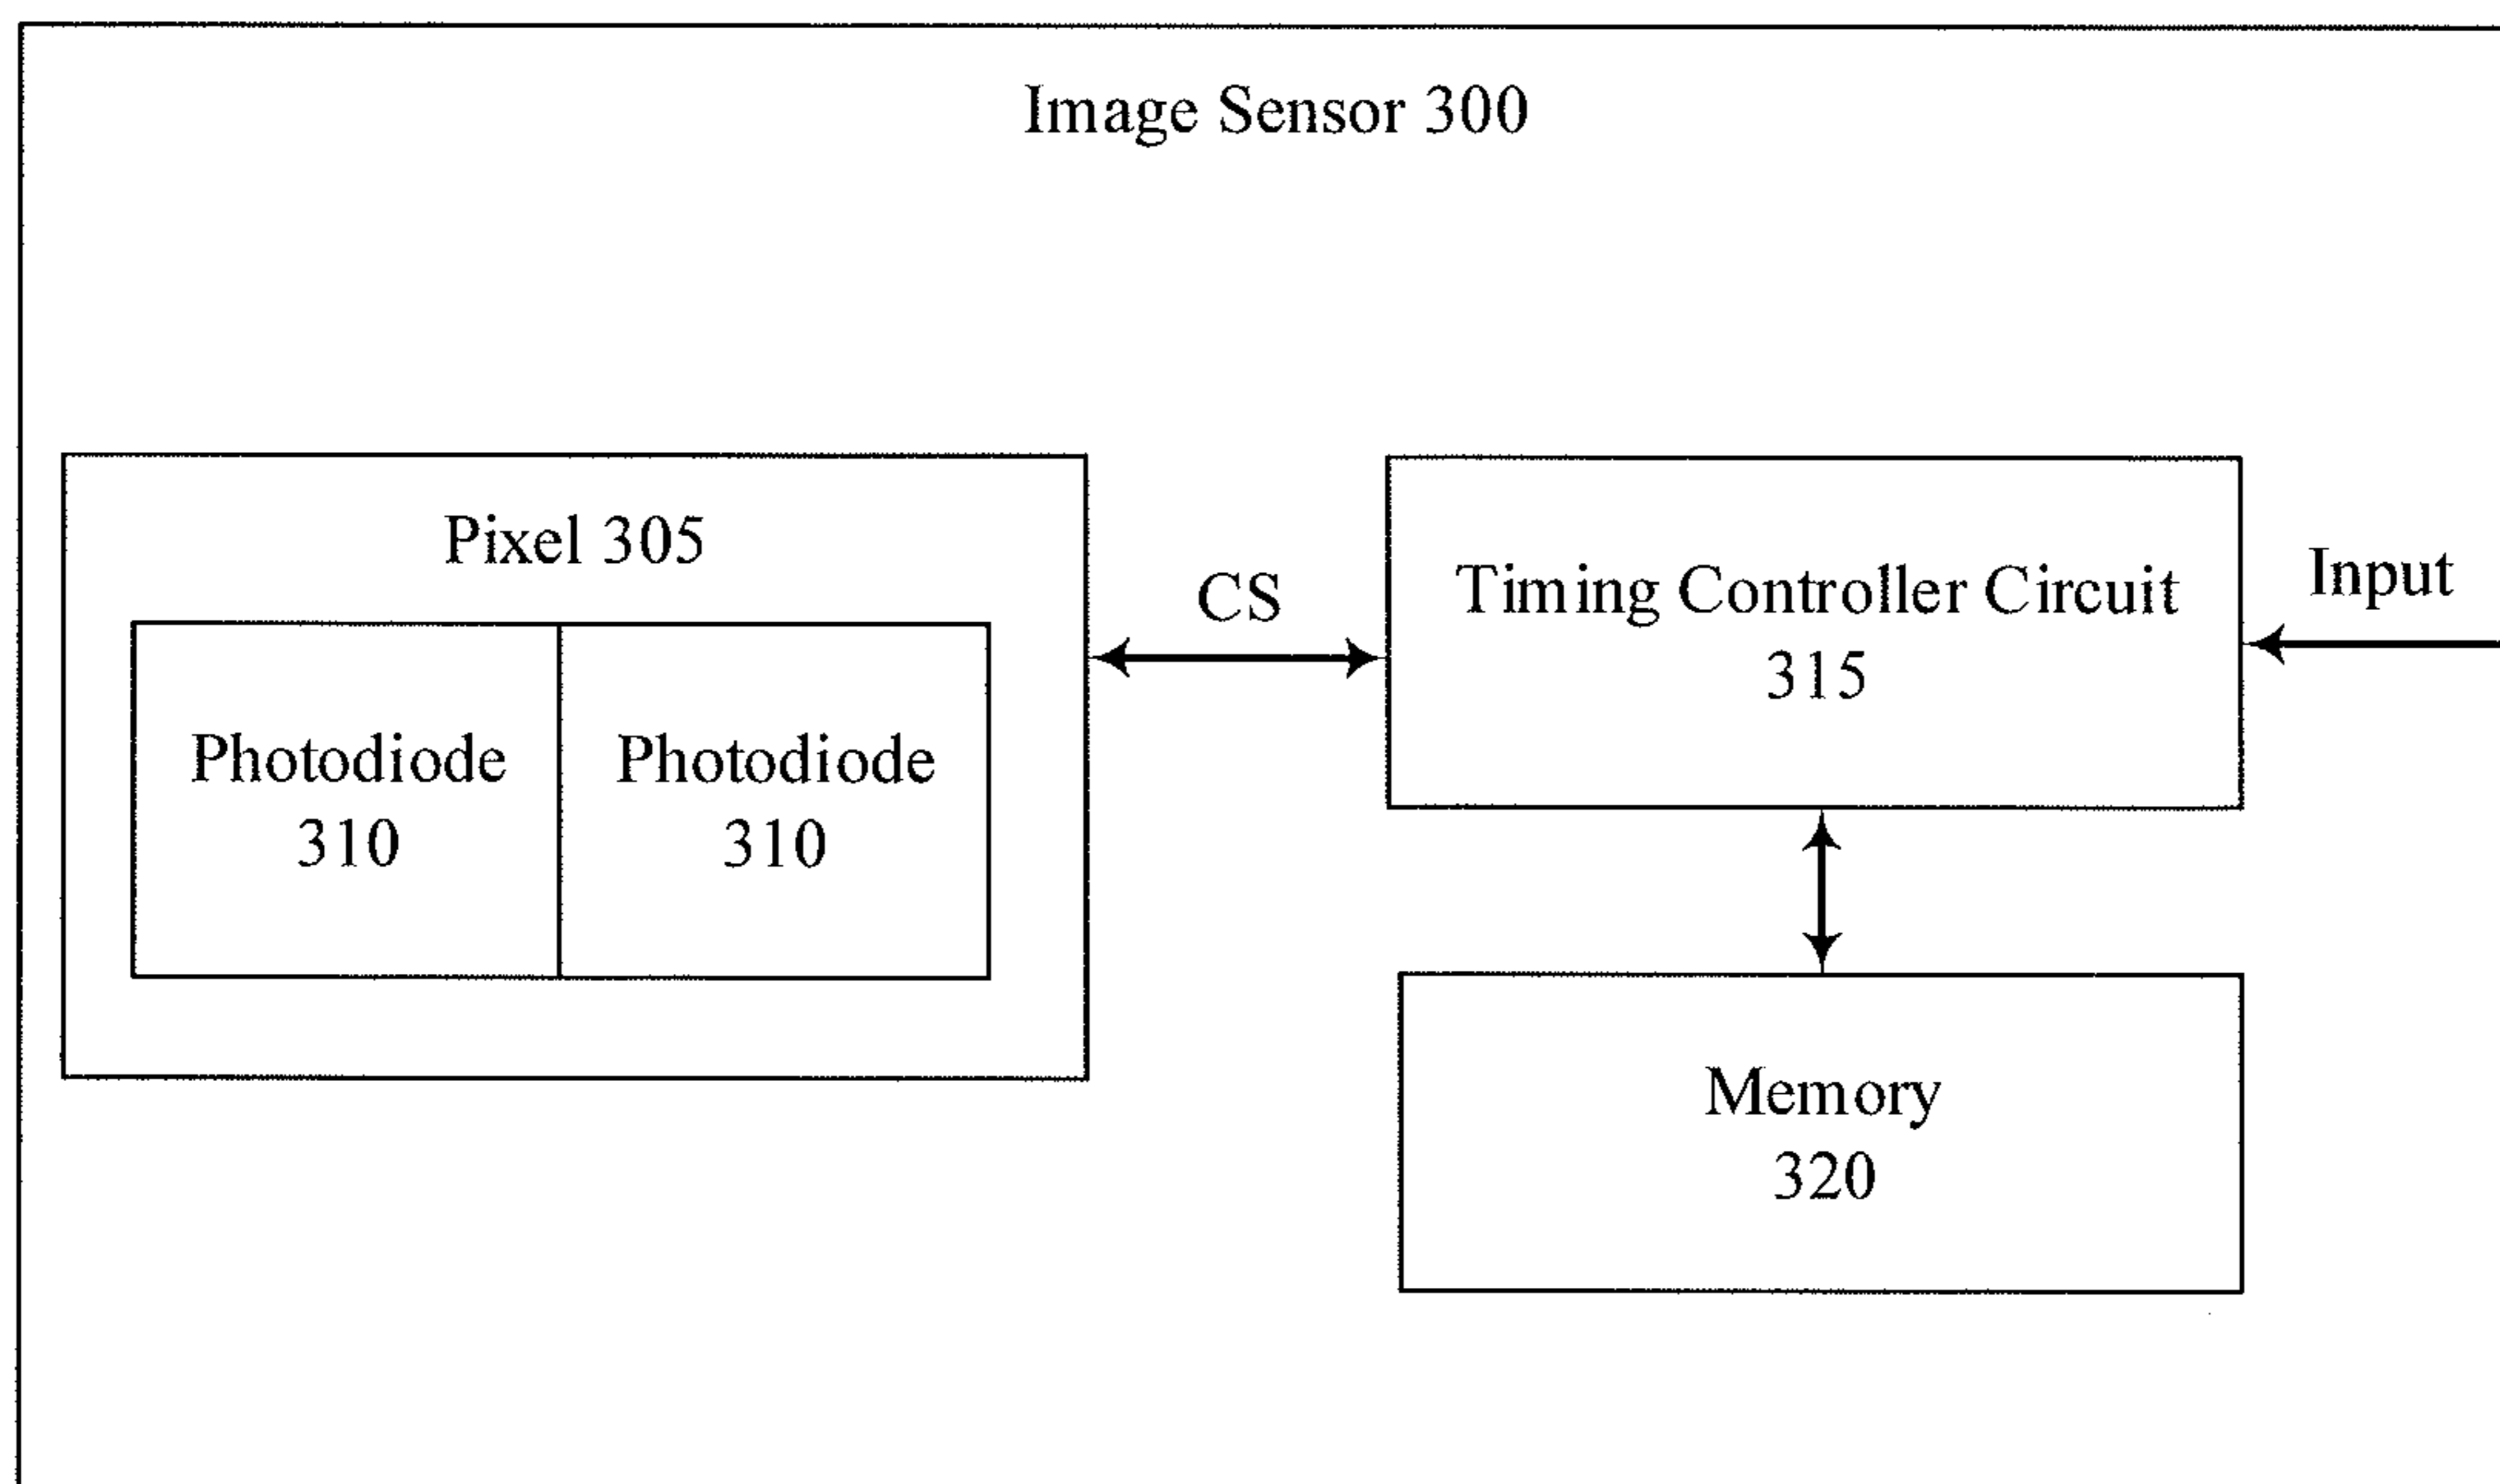 Image Sensor 300
Pixel 305
Photodiode
310
Photodiode
310
CS
Timing Controller Circuit
315
Input
Memory
320